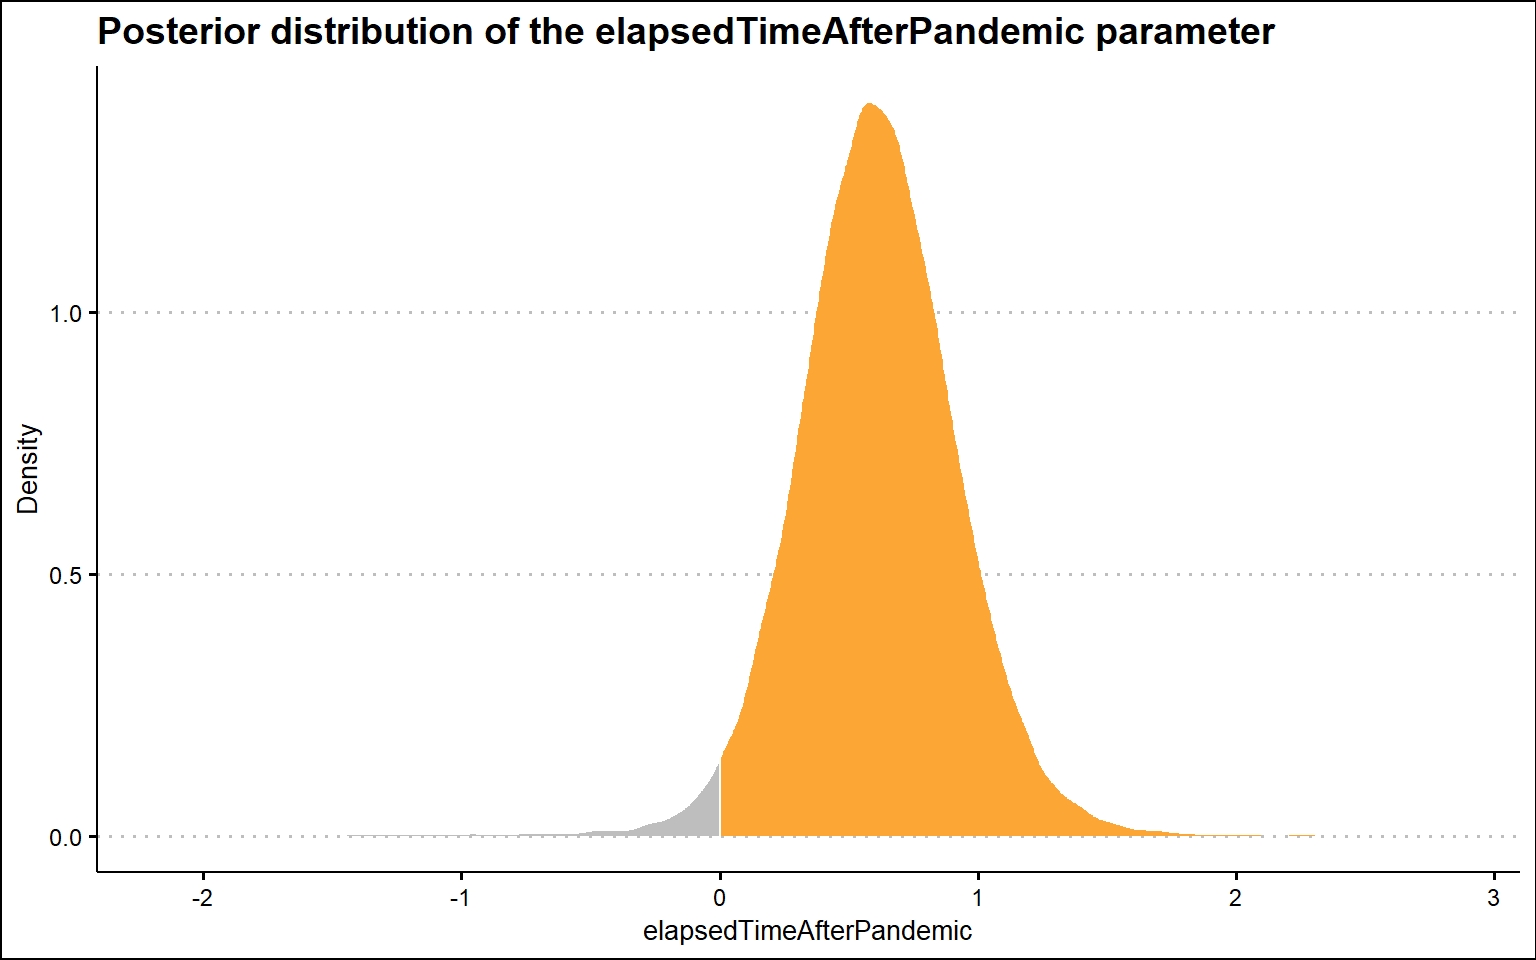 Posterior distribution of the elapsedTimeAfterPandemic parameter
Density
1.0
0.5
0.0
-2 -1 0 1 2 3
elapsedTimeAfterPandemic